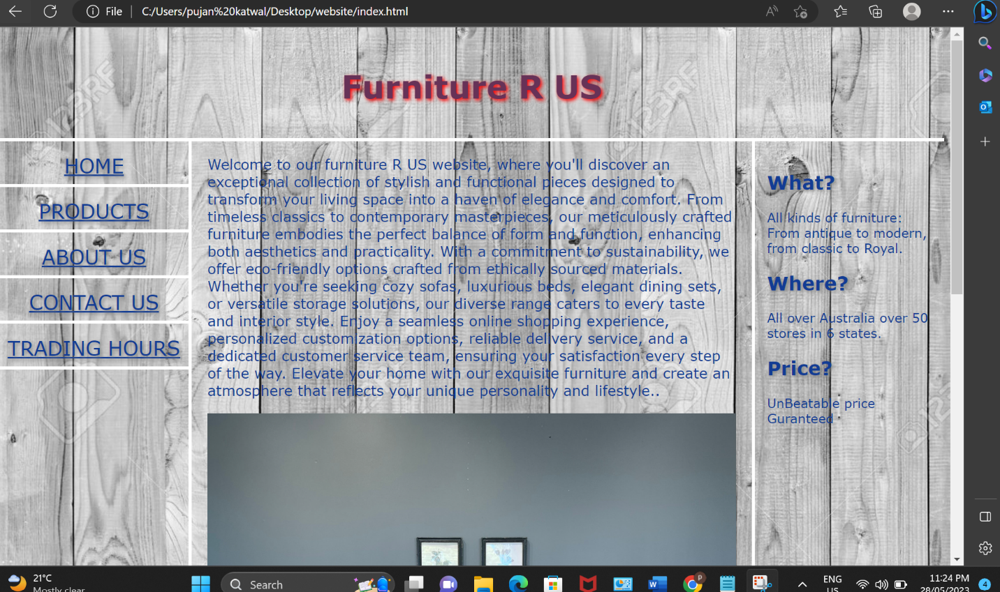 File
C:/Users/pujan%20katwal/Desktop/website/index.html
Furniture R US
HOME
PRODUCTS
ABOUT US
CONTACT US
TRADING HOURS
Welcome to our furniture R US website, where you'll discover an
exceptional collection of stylish and functional pieces designed to
transform your living space into a haven of elegance and comfort. From
timeless classics to contemporary masterpieces, our meticulously crafted
furniture embodies the perfect balance of form and function, enhancing
both aesthetics and practicality. With a commitment to sustainability, we
offer eco-friendly options crafted from ethically sourced materials.
Whether you're seeking cozy sofas, luxurious beds, elegant dining sets,
or versatile storage solutions, our diverse range caters to every taste
and interior style. Enjoy a seamless online shopping experience,
personalized customization options, reliable delivery service, and a
dedicated customer service team, ensuring your satisfaction every step
of the way. Elevate your home with our exquisite furniture and create an
atmosphere that reflects your unique personality and lifestyle..
What?
All kinds of furniture:
From antique to modern,
from classic to Royal.
Where?
All over Australia over 50
stores in 6 states.
Price?
UnBeatable price
Guranteed
123RF
123RF
123RF
21°C
Mostly clear
Search
P
ENG
US
11:24 PM
28/05/2023
4